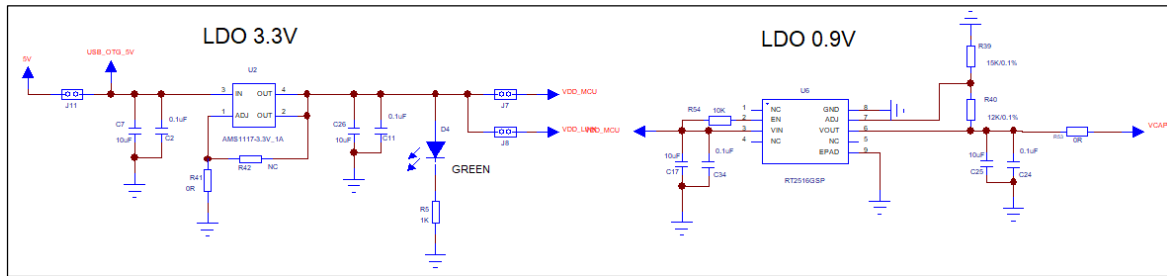 LDO 3.3V
5V
USB_OTG_5V
J11
C7
10uF
0.1uF
C2
U2
3
IN
OUT
4
1
ADJ
OUT
2
AMS1117-3.3V_1A
R42
NC
R41
0R
C26
10uF
0.1uF
C11
D4
GREEN
R5
1K
J7
VDD_MCU
J8
LDO 0.9V
VDD_MCU
R54
10K
10uF
C17
0.1uF
C34
U6
1
NC
GND
8
2
EN
ADJ
7
3
VIN
VOUT
6
4
NC
NC
5
EPAD
9
RT2516GSP
R39
15K/0.1%
R40
12K/0.1%
10uF
C25
0.1uF
C24
0R
VCAP